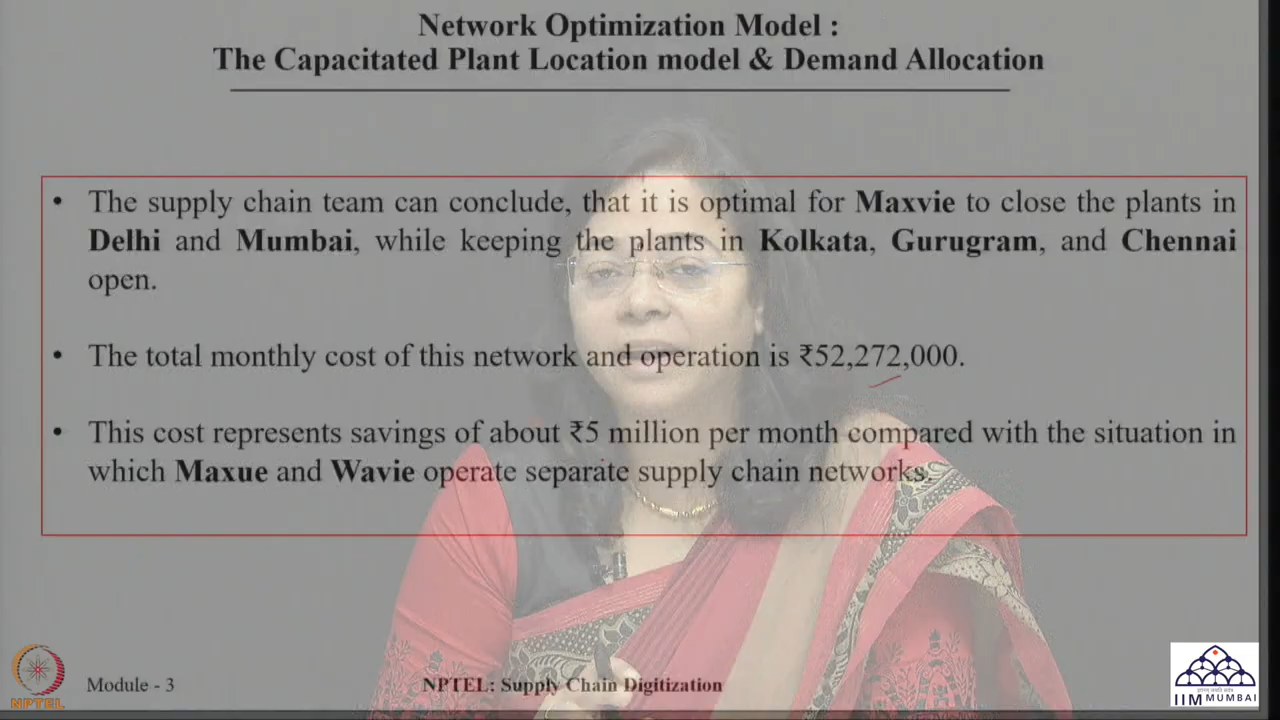 Network Optimization Model :
The Capacitated Plant Location model & Demand Allocation
• The supply chain team can conclude, that it is optimal for Maxvie to close the plants in
Delhi and Mumbai, while keeping the plants in Kolkata, Gurugram, and Chennai
open.
• The total monthly cost of this network and operation is ₹52,272,000.
• This cost represents savings of about ₹5 million per month compared with the situation in
which Maxue and Wavie operate separate supply chain networks.
NPTEL
Module - 3
NPTEL: Supply Chain Digitization
IIM MUMBAI